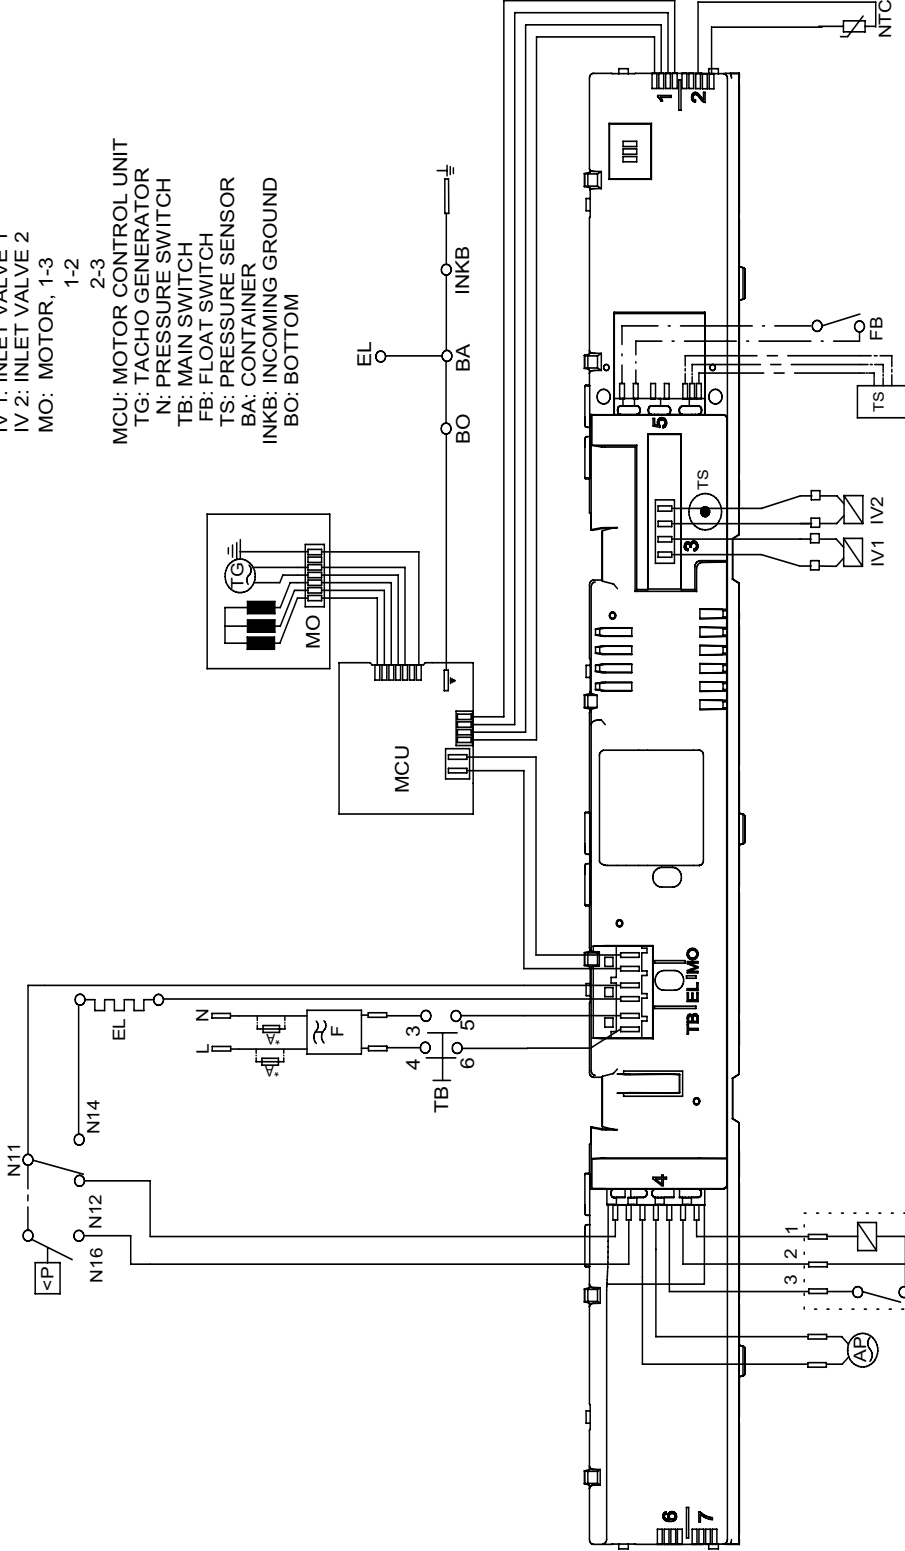 IV 1: INLET VALVE 1
IV 2: INLET VALVE 2
MO: MOTOR, 1-3
1-2
2-3
MCU: MOTOR CONTROL UNIT
TG: TACHO GENERATOR
N: PRESSURE SWITCH
TB: MAIN SWITCH
FB: FLOAT SWITCH
TS: PRESSURE SENSOR
BA: CONTAINER
INKB: INCOMING GROUND
BO: BOTTOM
EL
BO
BA
INKB
TG
MO
MCU
N11
N14
N12
N16
<P
EL
L
N
A*
A*
F
3
5
4
6
TB
NTC
1
2
5
3
TS
TS
FB
IV1
IV2
TB
EL
MO
4
1
2
3
AP
6
7